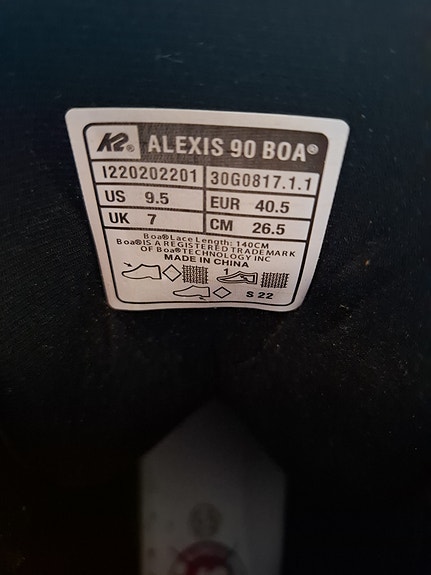 K2® ALEXIS 90 BOA®
I220202201 30G0817.1.1
US 9.5 EUR 40.5
UK 7 CM 26.5
Boa® Lace Length: 140CM
Boa® IS A REGISTERED TRADEMARK
OF Boa® TECHNOLOGY INC
MADE IN CHINA
1
S 22